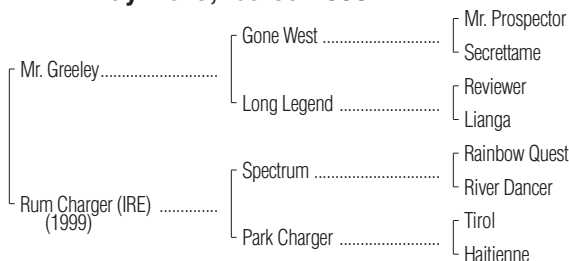 Mr. Prospector
Gone West ..........................
Secrettame
Mr. Greeley..........................
Reviewer
Long Legend ......................
Lianga
Rainbow Quest
Spectrum ..........................
River Dancer
Rum Charger (IRE) .............
(1999)
Tirol
Park Charger ......................
Haitienne